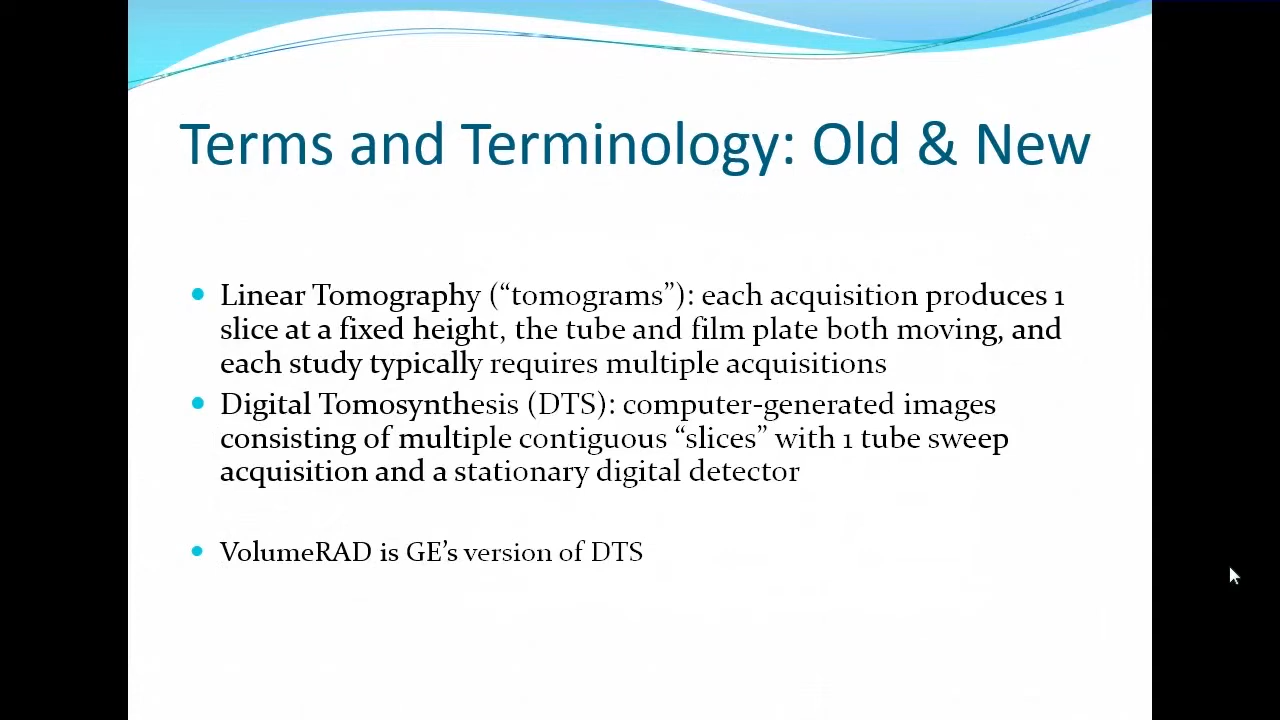 Terms and Terminology: Old & New
• Linear Tomography (“tomograms”): each acquisition produces 1
slice at a fixed height, the tube and film plate both moving, and
each study typically requires multiple acquisitions
• Digital Tomosynthesis (DTS): computer-generated images
consisting of multiple contiguous “slices” with 1 tube sweep
acquisition and a stationary digital detector
• VolumeRAD is GE’s version of DTS